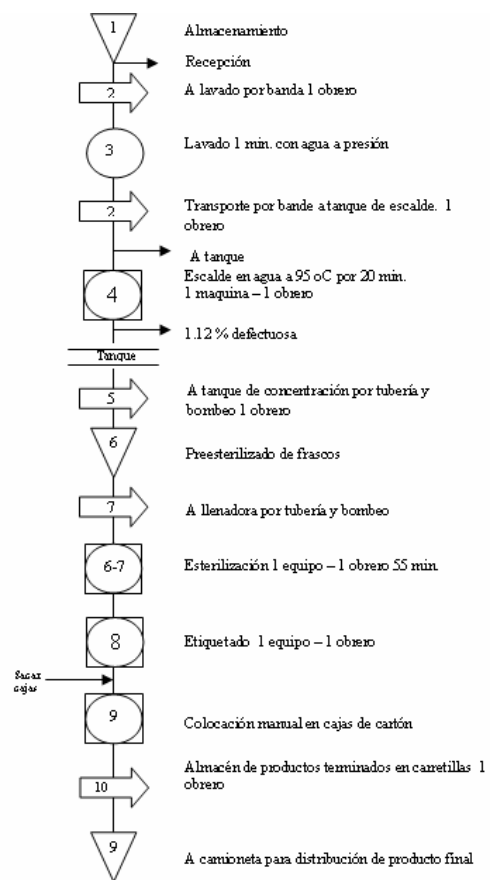 1 Almacenamiento
Recepción
2 A lavado por banda 1 obrero
3 Lavado 1 min. con agua a presión
2 Transporte por bande a tanque de escalde. 1
obrero
A tanque
Escalde en agua a 95 oC por 20 min.
4 1 maquina – 1 obrero
1.12 % defectuosa
Tanque
5 A tanque de concentración por tubería y
bombeo 1 obrero
6 Preesterilizado de frascos
7 A llenadora por tubería y bombeo
6-7 Esterilización 1 equipo – 1 obrero 55 min.
8 Etiquetado 1 equipo – 1 obrero
Sacar
cajas
9 Colocación manual en cajas de cartón
Almacén de productos terminados en carretillas 1
10 obrero
9 A camioneta para distribución de producto final